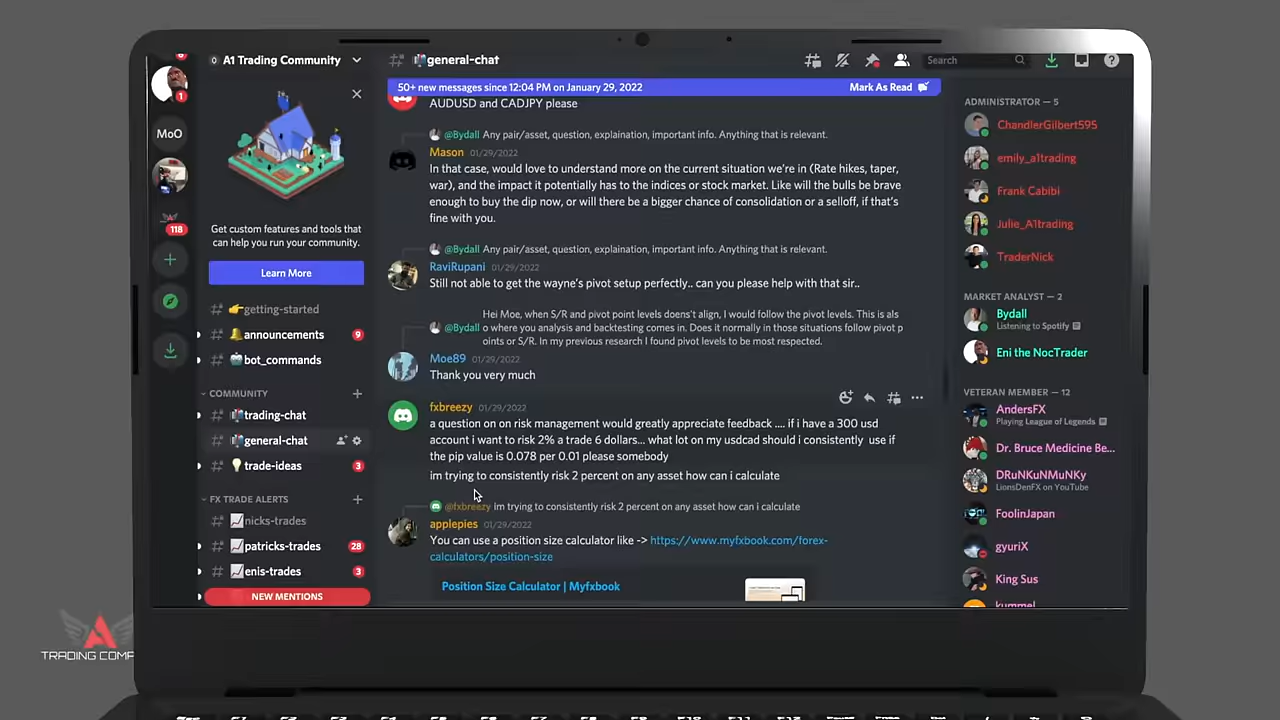 A1 Trading Community
general-chat
Search
50+ new messages since 12:04 PM on January 29, 2022
Mark As Read
1
MoO
118
Get custom features and tools that
can help you run your community.
Learn More
getting-started
announcements
9
bot_commands
COMMUNITY
trading-chat
general-chat
trade-ideas
3
FX TRADE ALERTS
nicks-trades
patricks-trades
28
enis-trades
3
NEW MENTIONS
AUDUSD and CADJPY please
@Bydall Any pair/asset, question, explaination, important info. Anything that is relevant.
Mason 01/29/2022
In that case, would love to understand more on the current situation we're in (Rate hikes, taper,
war), and the impact it potentially has to the indices or stock market. Like will the bulls be brave
enough to buy the dip now, or will there be a bigger chance of consolidation or a selloff, if that's
fine with you.
@Bydall Any pair/asset, question, explaination, important info. Anything that is relevant.
RaviRupani 01/29/2022
Still not able to get the wayne's pivot setup perfectly.. can you please help with that sir..
Hei Moe, when S/R and pivot point levels doens't align, I would follow the pivot levels. This is als
@Bydall o where you analysis and backtesting comes in. Does it normally in those situations follow pivot p
oints or S/R. In my previous research I found pivot levels to be most respected.
Moe89 01/29/2022
Thank you very much
fxbreezy 01/29/2022
a question on on risk management would greatly appreciate feedback .... if i have a 300 usd
account i want to risk 2% a trade 6 dollars... what lot on my usdcad should i consistently use if
the pip value is 0.078 per 0.01 please somebody
im trying to consistently risk 2 percent on any asset how can i calculate
@fxbreezy im trying to consistently risk 2 percent on any asset how can i calculate
applepies 01/29/2022
You can use a position size calculator like -> https://www.myfxbook.com/forex-
calculators/position-size
Position Size Calculator | Myfxbook
ADMINISTRATOR — 5
ChandlerGilbert595
emily_a1trading
Frank Cabibi
Julie_A1trading
TraderNick
MARKET ANALYST — 2
Bydall
Listening to Spotify
Eni the NocTrader
VETERAN MEMBER — 12
AndersFX
Playing League of Legends
Dr. Bruce Medicine Be...
DRuNKuNMuNKy
LionsDenFX on YouTube
FoolinJapan
gyuriX
King Sus
kummel
TRADING COMP